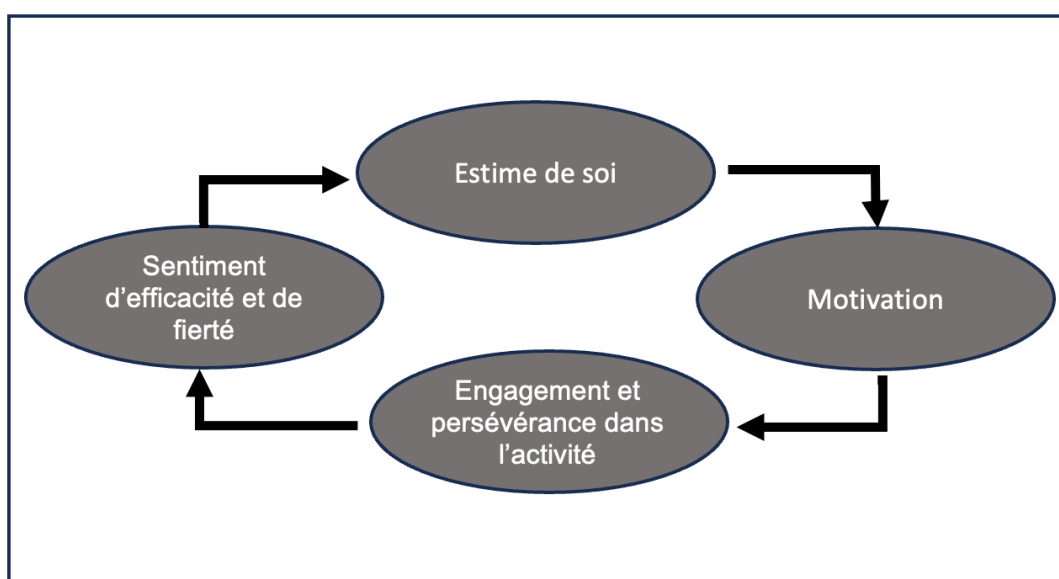 Estime de soi
Sentiment
d’efficacité et de
fierté
Motivation
Engagement et
persévérance dans
l’activité